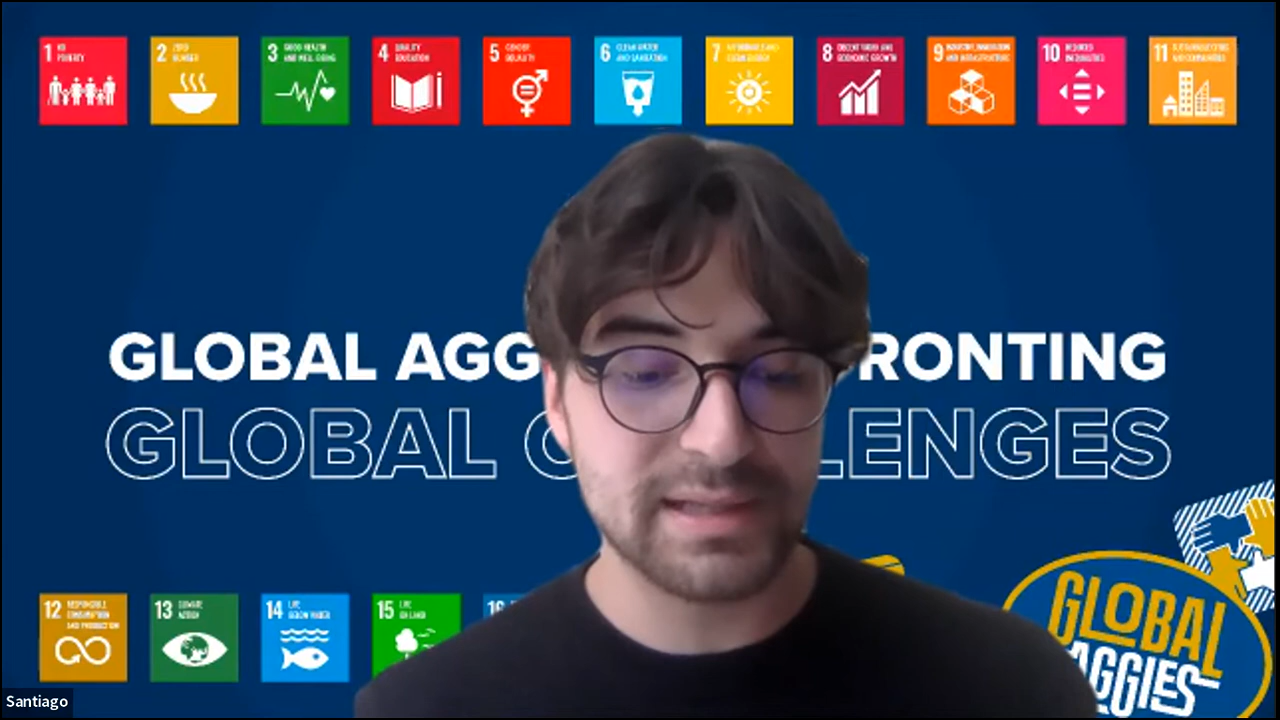 1 NO POVERTY
2 ZERO HUNGER
3 GOOD HEALTH AND WELL-BEING
4 QUALITY EDUCATION
5 GENDER EQUALITY
6 CLEAN WATER AND SANITATION
7 AFFORDABLE AND CLEAN ENERGY
8 DECENT WORK AND ECONOMIC GROWTH
9 INDUSTRY, INNOVATION AND INFRASTRUCTURE
10 REDUCED INEQUALITIES
11 SUSTAINABLE CITIES AND COMMUNITIES
GLOBAL AGG RONTING
GLOBAL C LENGES
12 RESPONSIBLE CONSUMPTION AND PRODUCTION
13 CLIMATE ACTION
14 LIFE BELOW WATER
15 LIFE ON LAND
16
GLOBAL
AGGIES
Santiago